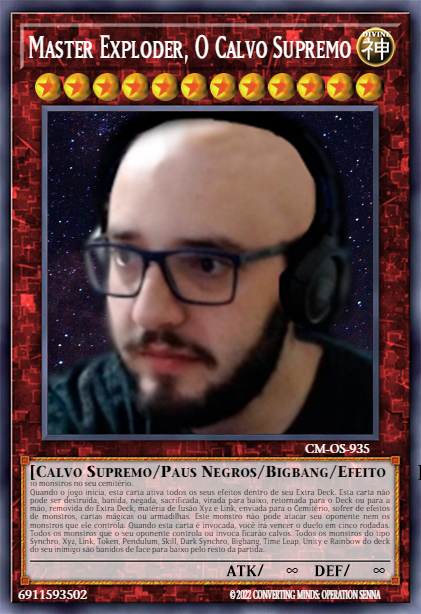 Master Exploder, O Calvo Supremo
DIVINE
神
CM-OS-935
[Calvo Supremo/Paus Negros/Bigbang/Efeito
10 monstros no seu cemitério.
Quando o jogo inicia, esta carta ativa todos os seus efeitos dentro de seu Extra Deck. Esta carta não
pode ser destruída, banida, negada, sacrificada, virada para baixo, retornada para o Deck ou para a
mão, removida do Extra Deck, matéria de fusão Xyz e Link, enviada para o Cemitério, sofrer de efeitos
de monstros, cartas mágicas ou armadilhas. Este monstro não pode atacar seu oponente nem os
monstros que ele controla. Quando esta carta é invocada, você irá vencer o duelo em cinco rodadas.
Todos os monstros que o seu oponente controla ou invoca ficarão calvos. Todos os monstros do tipo
Synchro, Xyz, Link, Token, Pendulum, Skill, Dark Synchro, Bigbang, Time Leap, Unity e Rainbow do deck
do seu inimigo são banidos de face para baixo pelo resto da partida.
ATK/ ∞ DEF/ ∞
6911593502
©2022 CONVERTING MINDS: OPERATION SENNA